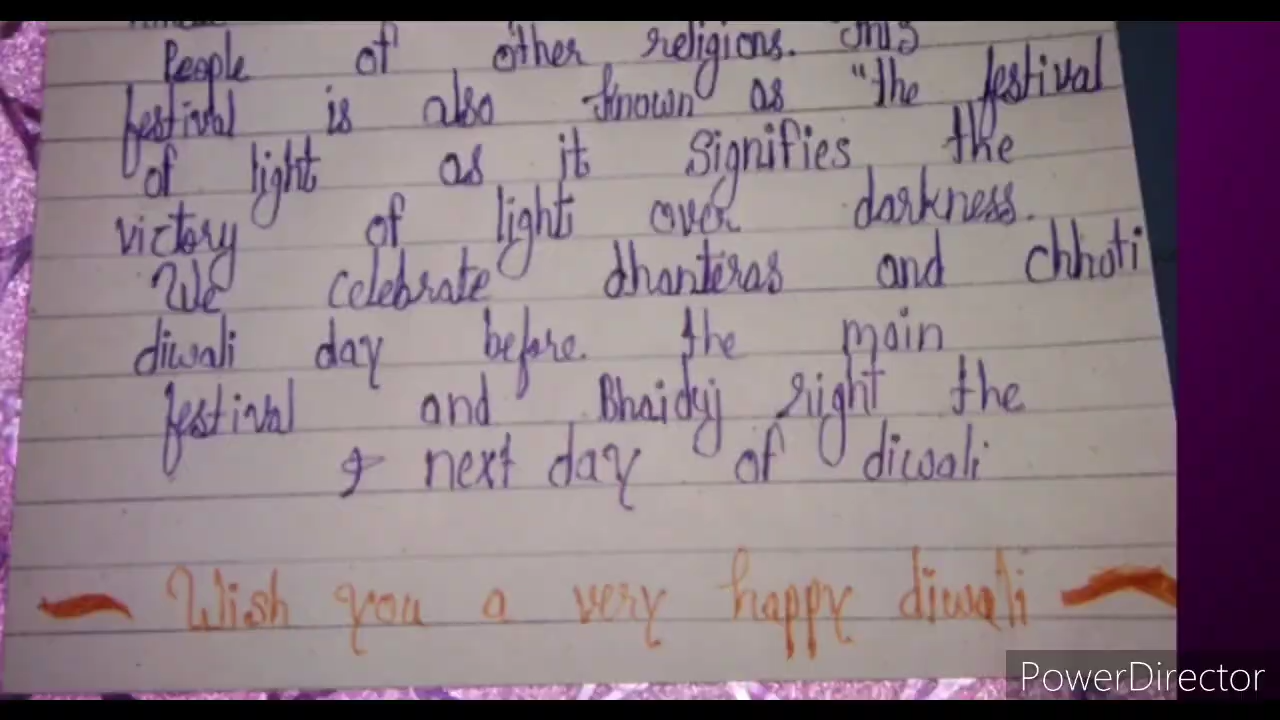 People of other religions. This
festival is also known as "the festival
of light as it signifies the
victory of light over darkness.
We celebrate dhanteras and chhoti
diwali day before. the main
festival and Bhaidyj right the
next day of diwali
Wish you a very happy diwali
PowerDirector